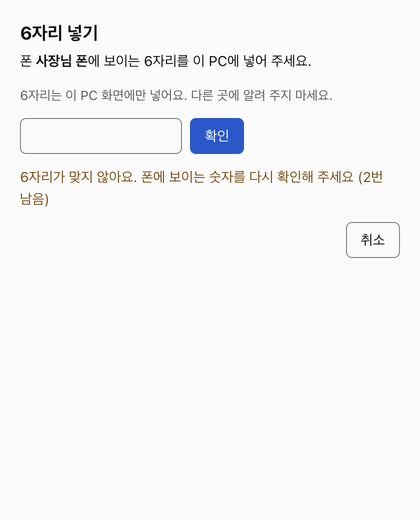 6자리 넣기
폰 사장님 폰에 보이는 6자리를 이 PC에 넣어 주세요.
6자리는 이 PC 화면에만 넣어요. 다른 곳에 알려 주지 마세요.
확인
6자리가 맞지 않아요. 폰에 보이는 숫자를 다시 확인해 주세요 (2번
남음)
취소